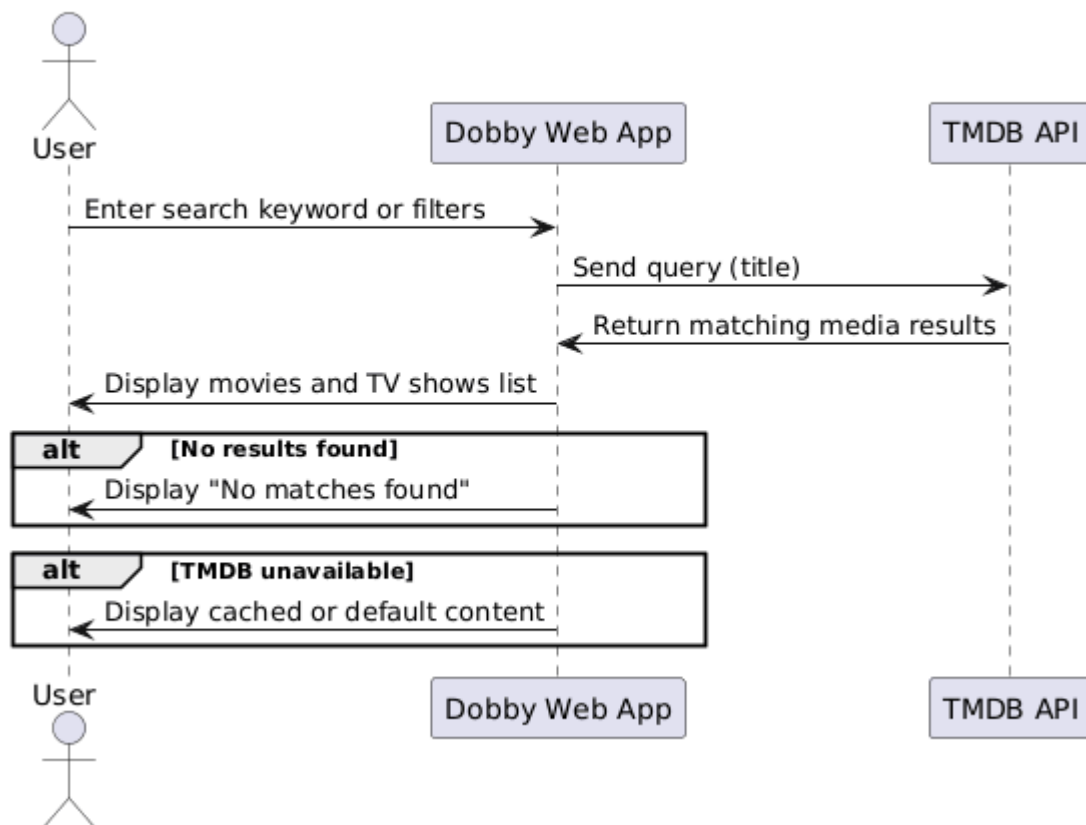 User
Dobby Web App
TMDB API
Enter search keyword or filters
Send query (title)
Return matching media results
Display movies and TV shows list
alt
[No results found]
Display "No matches found"
alt
[TMDB unavailable]
Display cached or default content
User
Dobby Web App
TMDB API